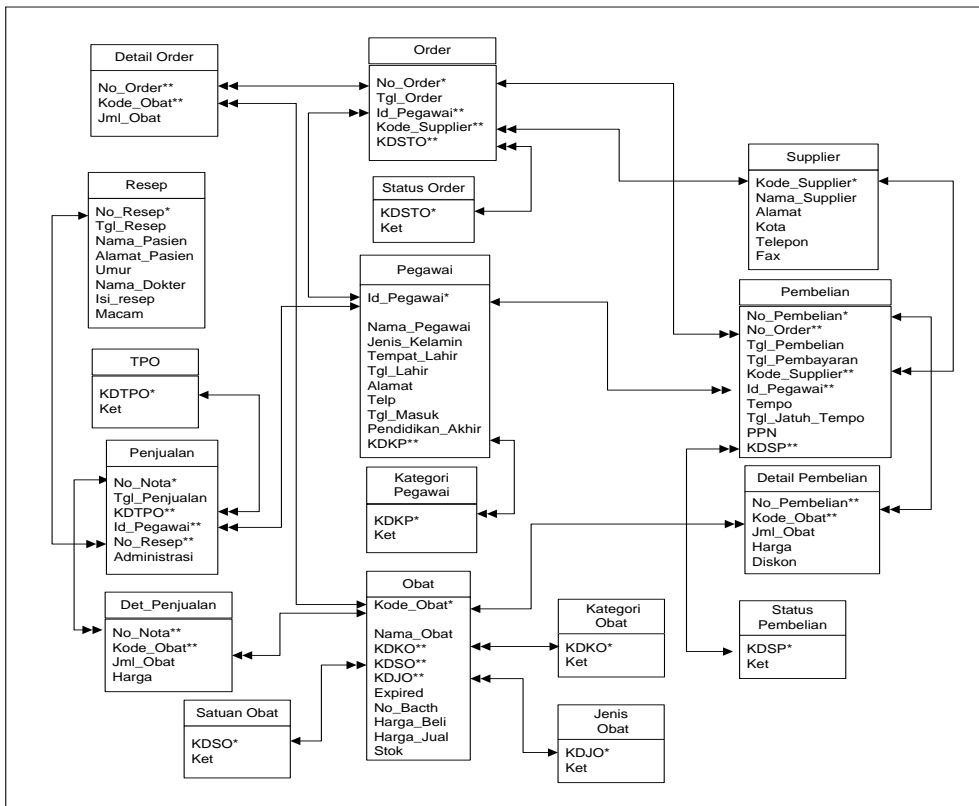 Detail Order
No_Order**
Kode_Obat**
Jml_Obat
Order
No_Order*
Tgl_Order
Id_Pegawai**
Kode_Supplier**
KDSTO**
Status Order
KDSTO*
Ket
Supplier
Kode_Supplier*
Nama_Supplier
Alamat
Kota
Telepon
Fax
Resep
No_Resep*
Tgl_Resep
Nama_Pasien
Alamat_Pasien
Umur
Nama_Dokter
Isi_resep
Macam
Pegawai
Id_Pegawai*
Nama_Pegawai
Jenis_Kelamin
Tempat_Lahir
Tgl_Lahir
Alamat
Telp
Tgl_Masuk
Pendidikan_Akhir
KDKP**
Pembelian
No_Pembelian*
No_Order**
Tgl_Pembelian
Tgl_Pembayaran
Kode_Supplier**
Id_Pegawai**
Tempo
Tgl_Jatuh_Tempo
PPN
KDSP**
TPO
KDTPO*
Ket
Penjualan
No_Nota*
Tgl_Penjualan
KDTPO**
Id_Pegawai**
No_Resep**
Administrasi
Kategori
Pegawai
KDKP*
Ket
Detail Pembelian
No_Pembelian**
Kode_Obat**
Jml_Obat
Harga
Diskon
Det_Penjualan
No_Nota**
Kode_Obat**
Jml_Obat
Harga
Obat
Kode_Obat*
Nama_Obat
KDKO**
KDSO**
KDJO**
Expired
No_Bacth
Harga_Beli
Harga_Jual
Stok
Kategori
Obat
KDKO*
Ket
Status
Pembelian
KDSP*
Ket
Satuan Obat
KDSO*
Ket
Jenis
Obat
KDJO*
Ket